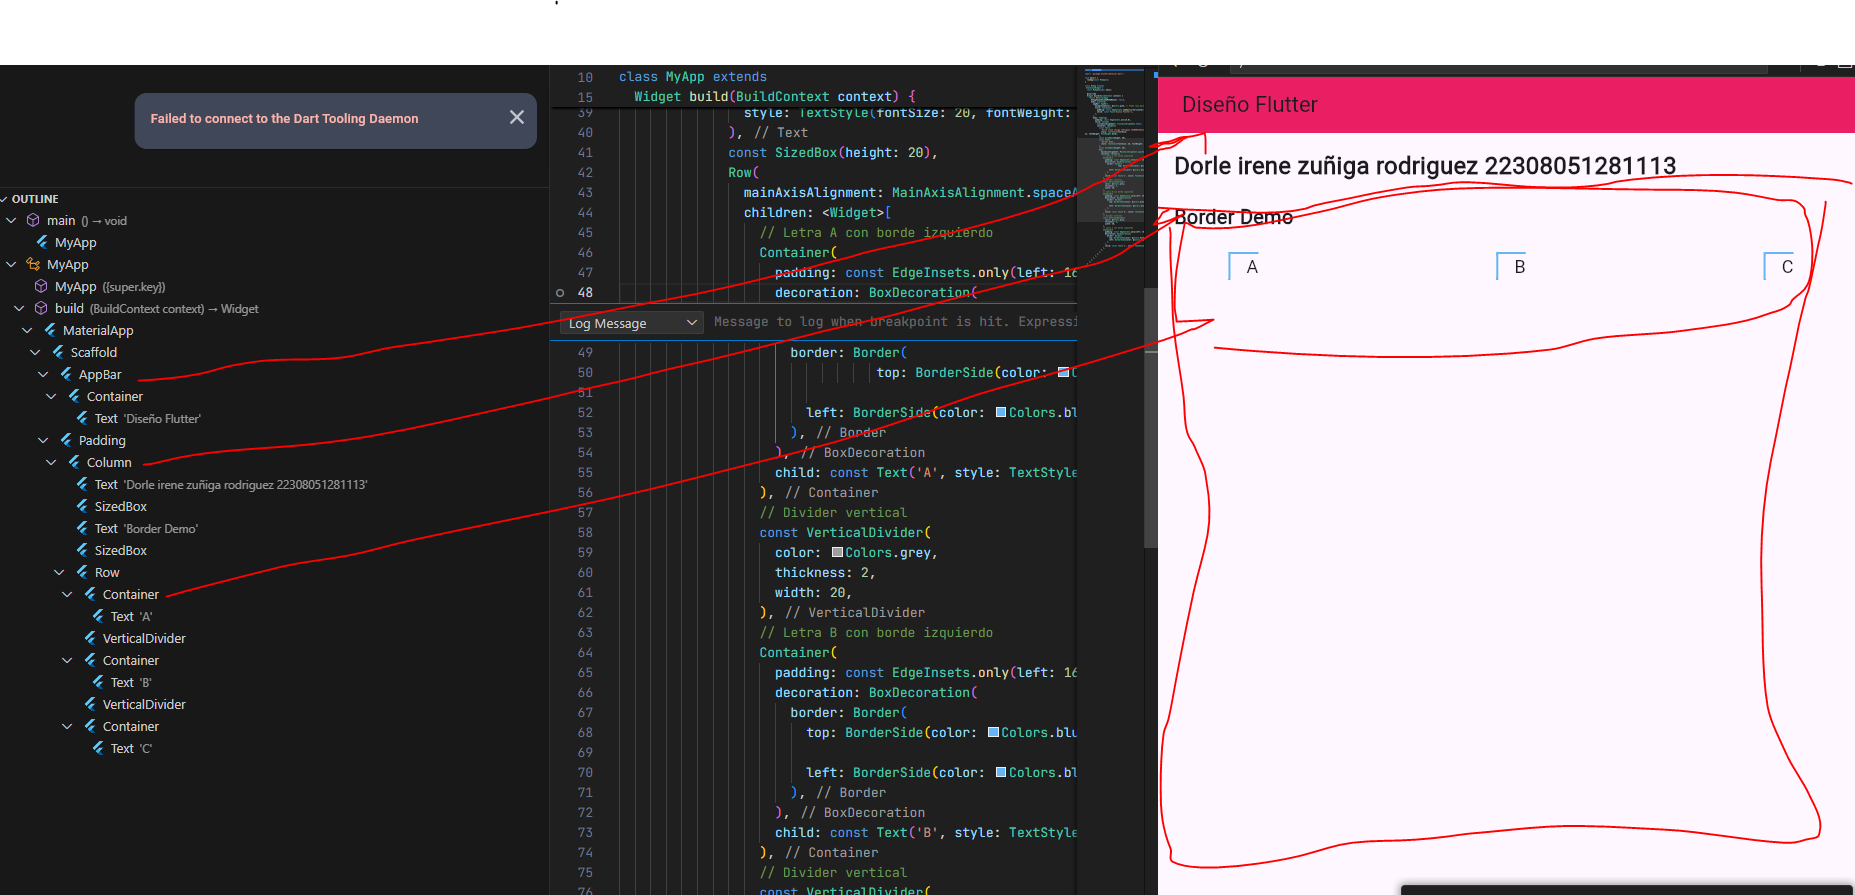 Failed to connect to the Dart Tooling Daemon
OUTLINE
main () → void
MyApp
MyApp
MyApp ({super.key})
build (BuildContext context) → Widget
MaterialApp
Scaffold
AppBar
Container
Text 'Diseño Flutter'
Padding
Column
Text 'Dorle irene zuñiga rodriguez 22308051281113'
SizedBox
Text 'Border Demo'
SizedBox
Row
Container
Text 'A'
VerticalDivider
Container
Text 'B'
VerticalDivider
Container
Text 'C'
10 class MyApp extends
15 Widget build(BuildContext context) {
39 style: TextStyle(fontSize: 20, fontWeight:
40 ), // Text
41 const SizedBox(height: 20),
42 Row(
43 mainAxisAlignment: MainAxisAlignment.space
44 children: <Widget>[
45 // Letra A con borde izquierdo
46 Container(
47 padding: const EdgeInsets.only(left: 16
48 decoration: BoxDecoration(
Log Message
Message to log when breakpoint is hit. Expressi
49 border: Border(
50 top: BorderSide(color:
51
52 left: BorderSide(color: Colors.bl
53 ), // Border
54 ), // BoxDecoration
55 child: const Text('A', style: TextStyle
56 ), // Container
57 // Divider vertical
58 const VerticalDivider(
59 color: Colors.grey,
60 thickness: 2,
61 width: 20,
62 ), // VerticalDivider
63 // Letra B con borde izquierdo
64 Container(
65 padding: const EdgeInsets.only(left: 16
66 decoration: BoxDecoration(
67 border: Border(
68 top: BorderSide(color: Colors.blu
69
70 left: BorderSide(color: Colors.bl
71 ), // Border
72 ), // BoxDecoration
73 child: const Text('B', style: TextStyle
74 ), // Container
75 // Divider vertical
76 const VerticalDivider(
Diseño Flutter
Dorle irene zuñiga rodriguez 22308051281113
Border Demo
A B C